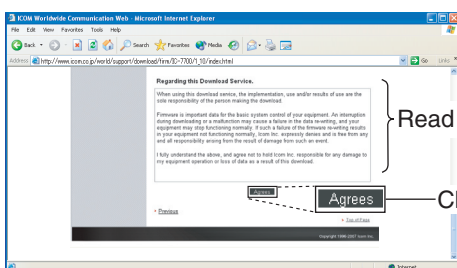 ICOM Worldwide Communication Web - Microsoft Internet Explorer
File Edit View Favorites Tools Help
Back Search Favorites Media
Address http://www.icom.co.jp/world/support/download/firm/IC-7700/1_10/index.html Go Links
Regarding this Download Service.
When using this download service, the implementation, use and/or results of use are the
sole responsibility of the person making the download.
Firmware is important data for the basic system control of your equipment. An interruption
during downloading or a malfunction may cause a failure in the data re-writing, and your
equipment may stop functioning normally. If such a failure of the firmware re-writing results
in your equipment not functioning normally, Icom Inc. expressly denies and is free from any
and all responsibility arising from the result of damage from such an event.
I fully understand the above, and agree not to hold Icom Inc. responsible for any damage to
my equipment operation or loss of data as a result of this download.
Read
Agrees
Agrees
Cl
Previous
Top of Page
Copyright 1998-2007 Icom Inc.
Internet